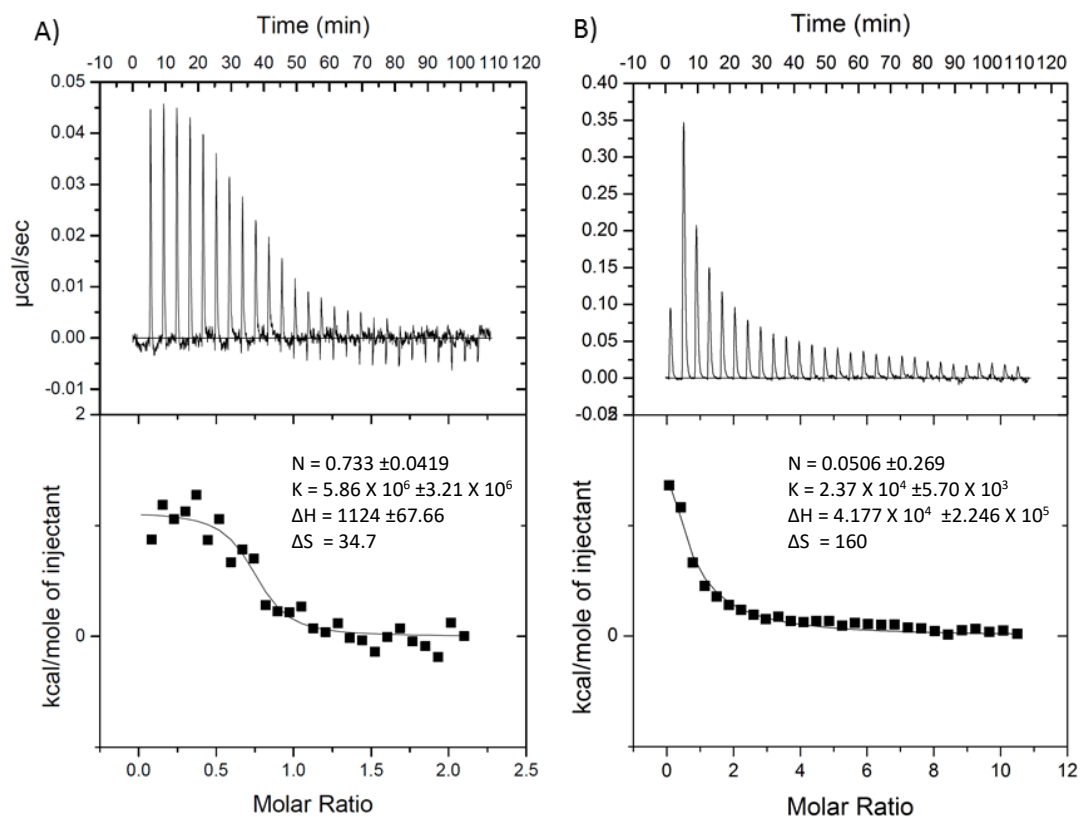 A)
Time (min)
-10 0 10 20 30 40 50 60 70 80 90 100 110 120
0.05
0.04
0.03
0.02
0.01
0.00
-0.01
µcal/sec
2
0
kcal/mole of injectant
N = 0.733 ±0.0419
K = 5.86 X 10⁶ ±3.21 X 10⁶
ΔH = 1124 ±67.66
ΔS = 34.7
0.0 0.5 1.0 1.5 2.0 2.5
Molar Ratio
B)
Time (min)
-10 0 10 20 30 40 50 60 70 80 90 100 110 120
0.40
0.35
0.30
0.25
0.20
0.15
0.10
0.05
0.00
-0.05
2
0
kcal/mole of injectant
N = 0.0506 ±0.269
K = 2.37 X 10⁴ ±5.70 X 10³
ΔH = 4.177 X 10⁴ ±2.246 X 10⁵
ΔS = 160
0 2 4 6 8 10 12
Molar Ratio